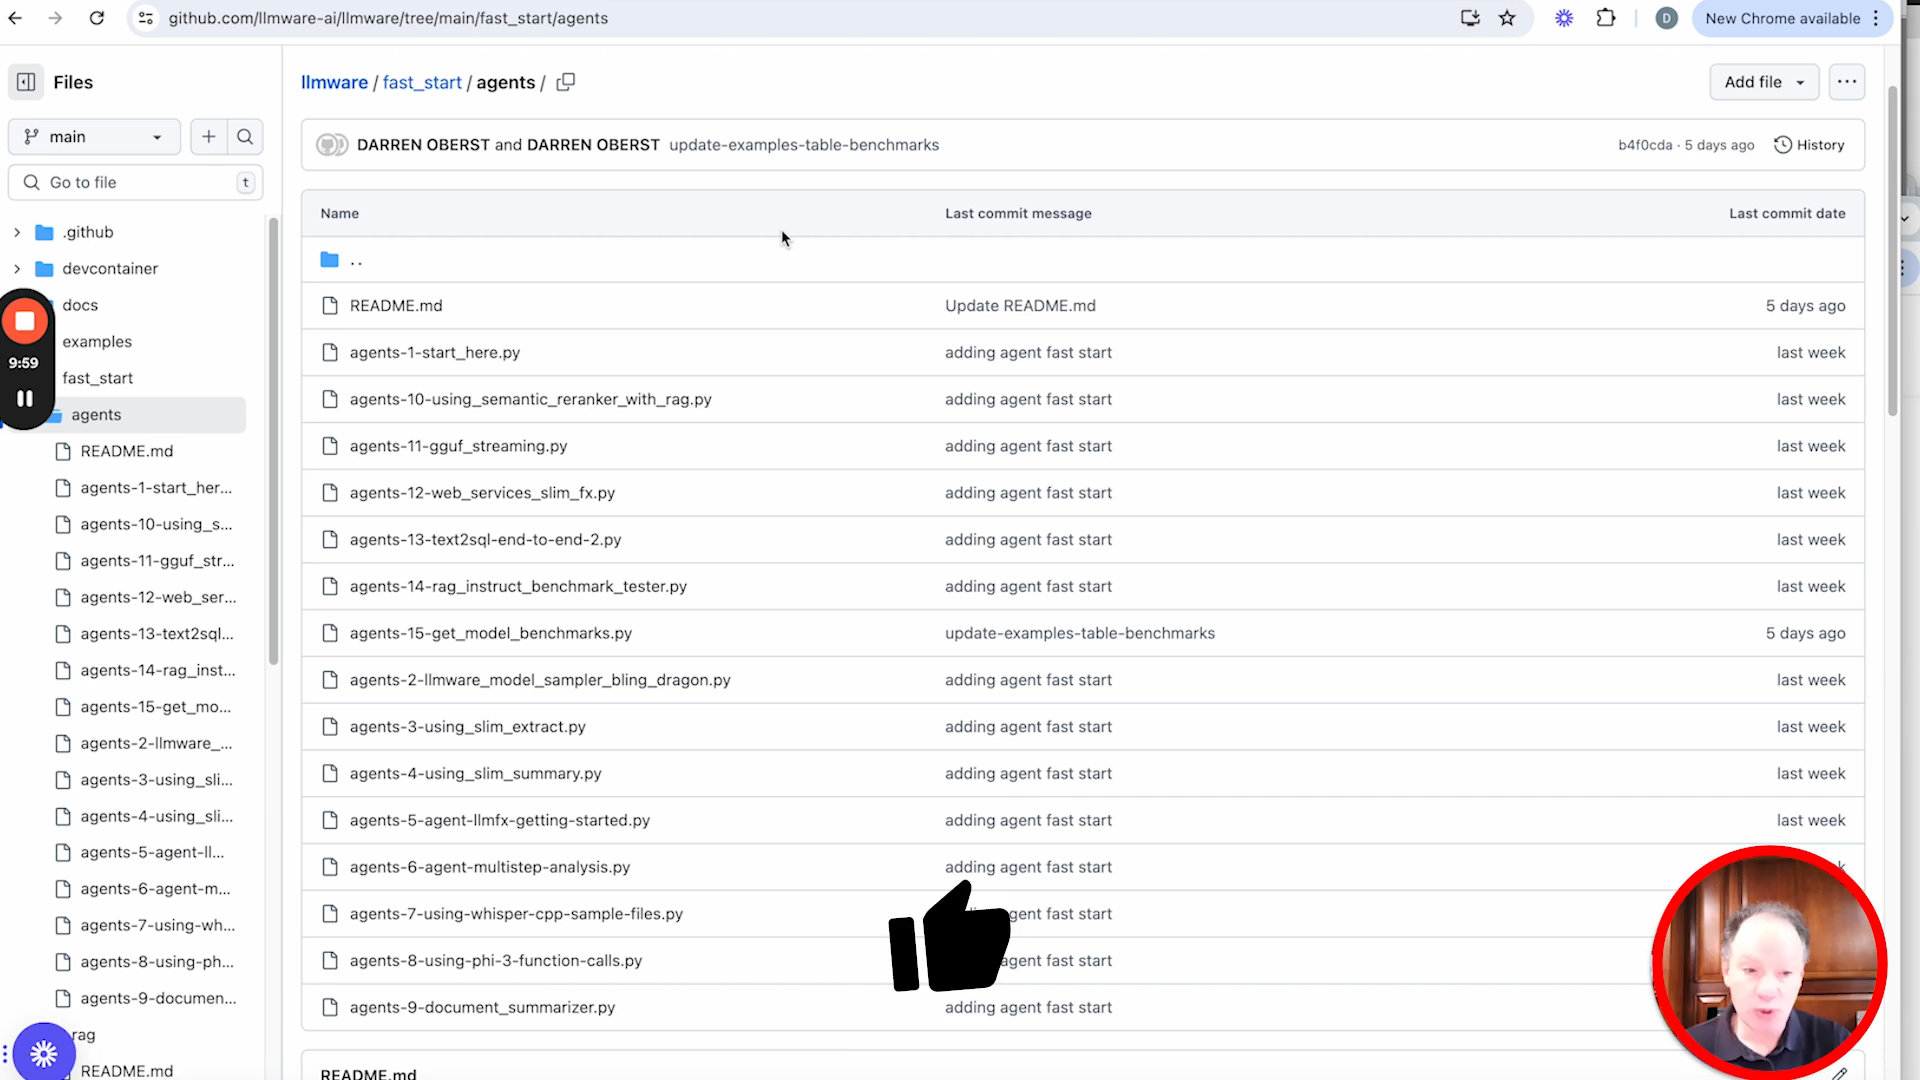 github.com/llmware-ai/llmware/tree/main/fast_start/agents
D
New Chrome available
Files
llmware / fast_start / agents /
Add file
main
DARREN OBERST and DARREN OBERST update-examples-table-benchmarks
b4f0cda · 5 days ago
History
Go to file
t
Name
Last commit message
Last commit date
.github
devcontainer
docs
examples
fast_start
agents
README.md
agents-1-start_her...
agents-10-using_s...
agents-11-gguf_str...
agents-12-web_ser...
agents-13-text2sql...
agents-14-rag_inst...
agents-15-get_mo...
agents-2-llmware_...
agents-3-using_sli...
agents-4-using_sli...
agents-5-agent-ll...
agents-6-agent-m...
agents-7-using-wh...
agents-8-using-ph...
agents-9-documen...
rag
README.md
9:59
..
README.md Update README.md 5 days ago
agents-1-start_here.py adding agent fast start last week
agents-10-using_semantic_reranker_with_rag.py adding agent fast start last week
agents-11-gguf_streaming.py adding agent fast start last week
agents-12-web_services_slim_fx.py adding agent fast start last week
agents-13-text2sql-end-to-end-2.py adding agent fast start last week
agents-14-rag_instruct_benchmark_tester.py adding agent fast start last week
agents-15-get_model_benchmarks.py update-examples-table-benchmarks 5 days ago
agents-2-llmware_model_sampler_bling_dragon.py adding agent fast start last week
agents-3-using_slim_extract.py adding agent fast start last week
agents-4-using_slim_summary.py adding agent fast start last week
agents-5-agent-llmfx-getting-started.py adding agent fast start last week
agents-6-agent-multistep-analysis.py adding agent fast start
agents-7-using-whisper-cpp-sample-files.py agent fast start
agents-8-using-phi-3-function-calls.py agent fast start
agents-9-document_summarizer.py adding agent fast start
README.md